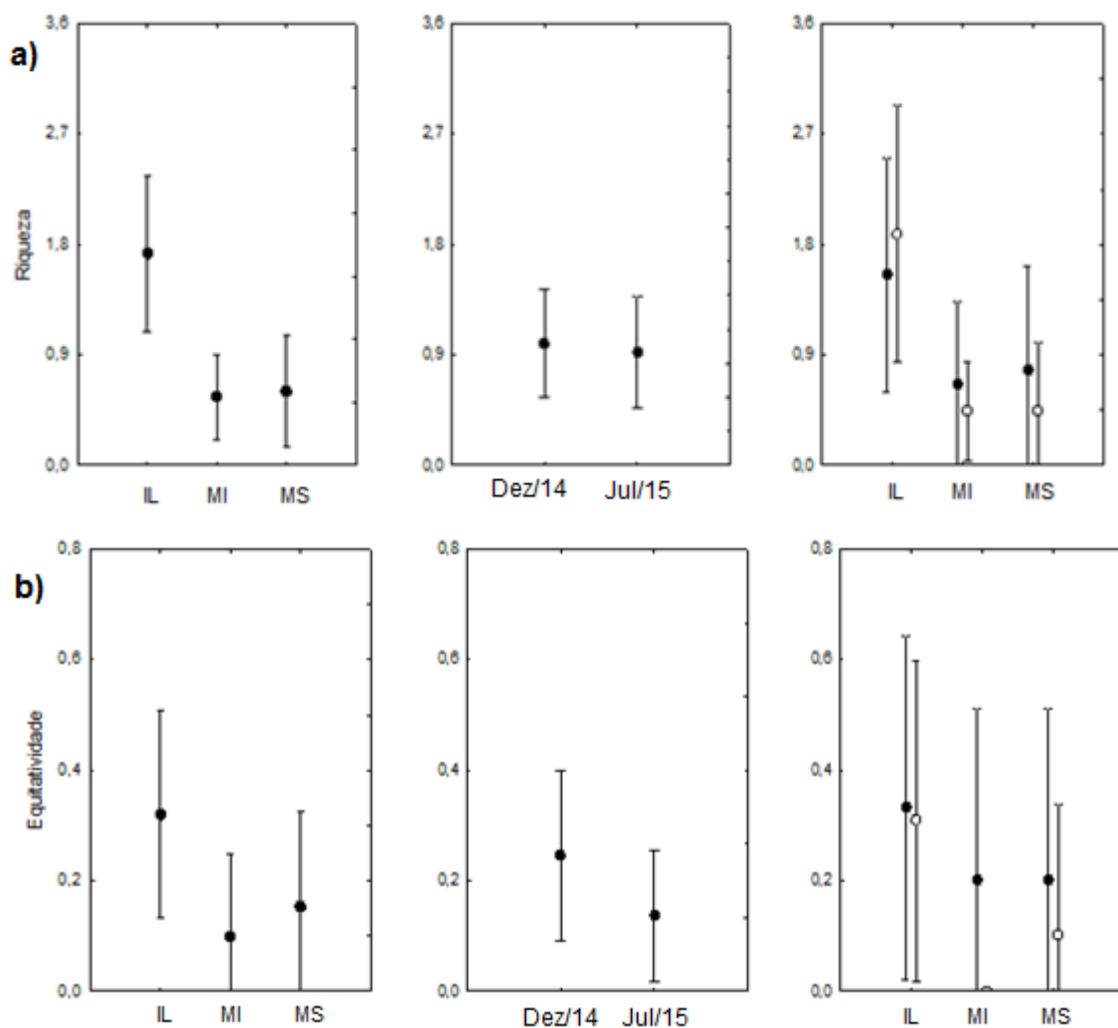 a)
Riqueza
3,6 3,6 3,6
2,7 2,7 2,7
1,8 1,8 1,8
0,9 0,9 0,9
0,0 0,0 0,0
IL MI MS Dez/14 Jul/15 IL MI MS
b)
Equitatividade
0,8 0,8 0,8
0,6 0,6 0,6
0,4 0,4 0,4
0,2 0,2 0,2
0,0 0,0 0,0
IL MI MS Dez/14 Jul/15 IL MI MS